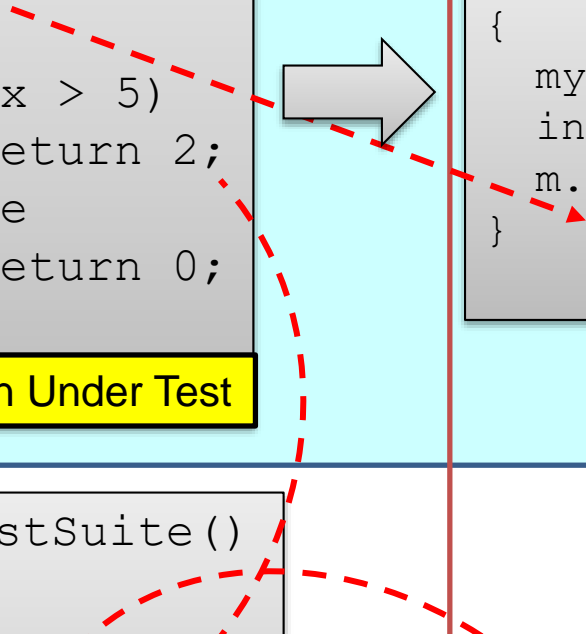 x > 5)
eturn 2;
e
eturn 0;
n Under Test
{
my
in
m.
}
stSuite()